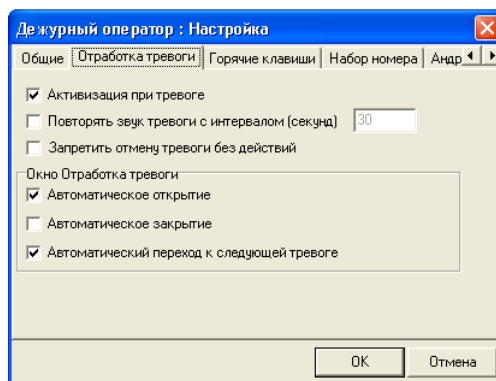 Дежурный оператор : Настройка
Общие Отработка тревоги Горячие клавиши Набор номера Андр
Активизация при тревоге
Повторять звук тревоги с интервалом (секунд) 30
Запретить отмену тревоги без действий
Окно Отработка тревоги
Автоматическое открытие
Автоматическое закрытие
Автоматический переход к следующей тревоге
OK Отмена